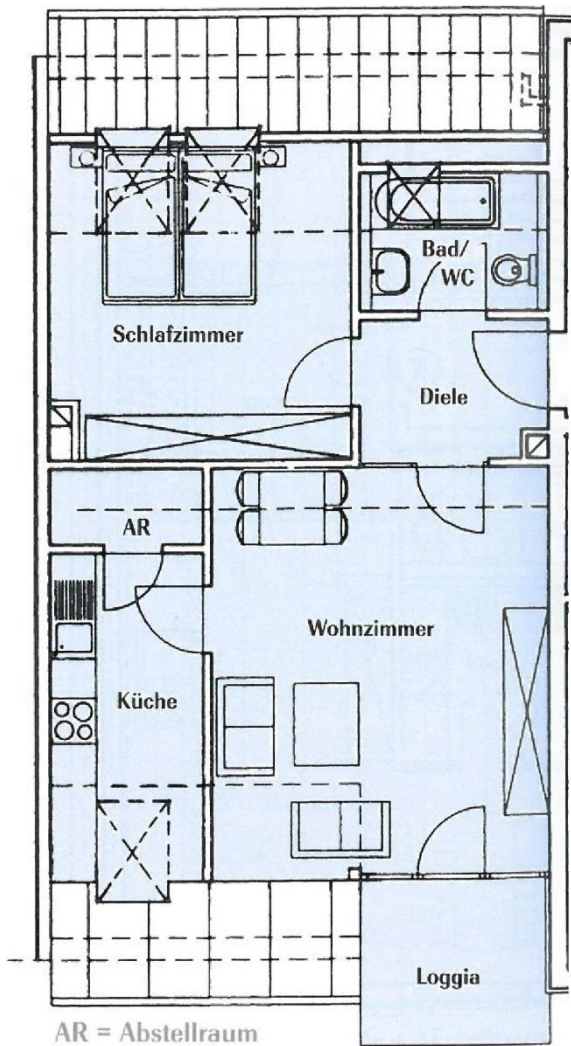 Bad/
WC
Schlafzimmer
Diele
AR
Wohnzimmer
Küche
Loggia
AR = Abstellraum